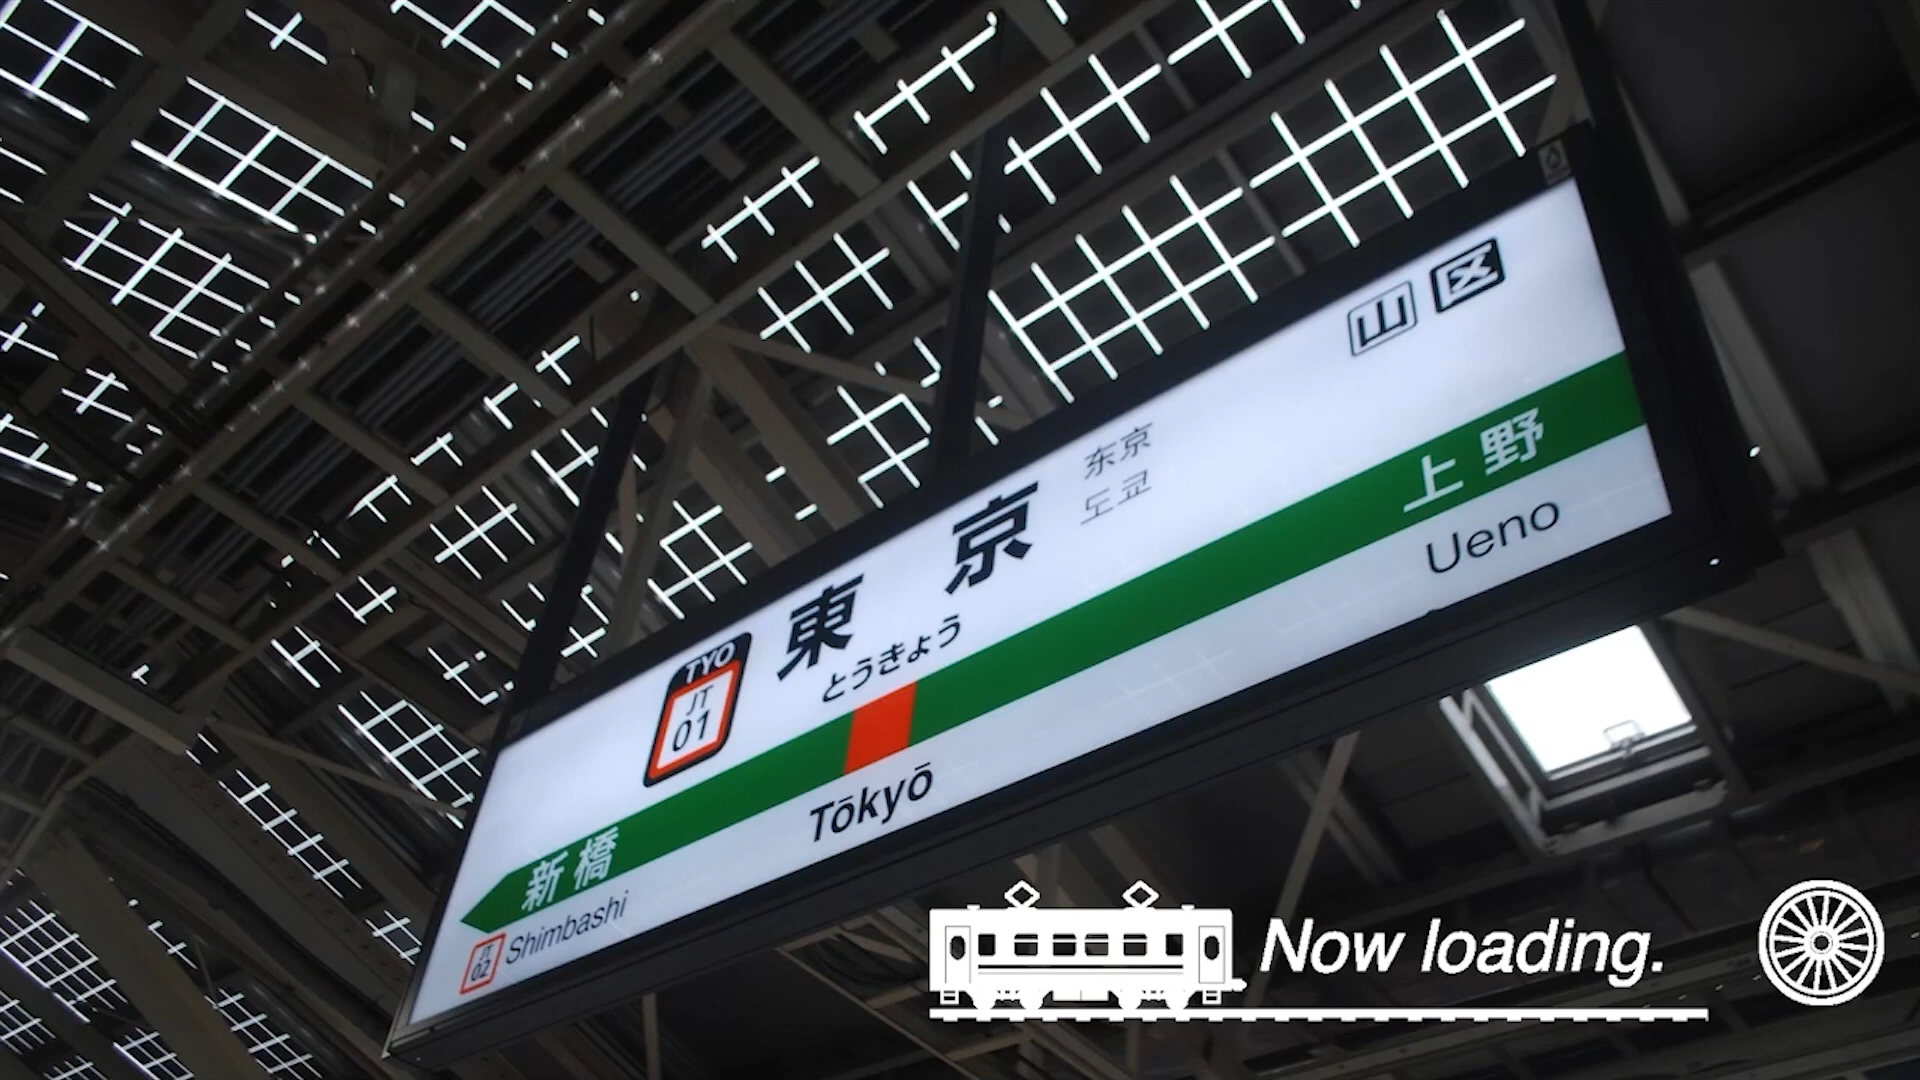 山 区
东京
도쿄
東京
とうきょう
TYO
JT
01
上野
Ueno
Tōkyō
新橋
Shimbashi
JT
02
Now loading.